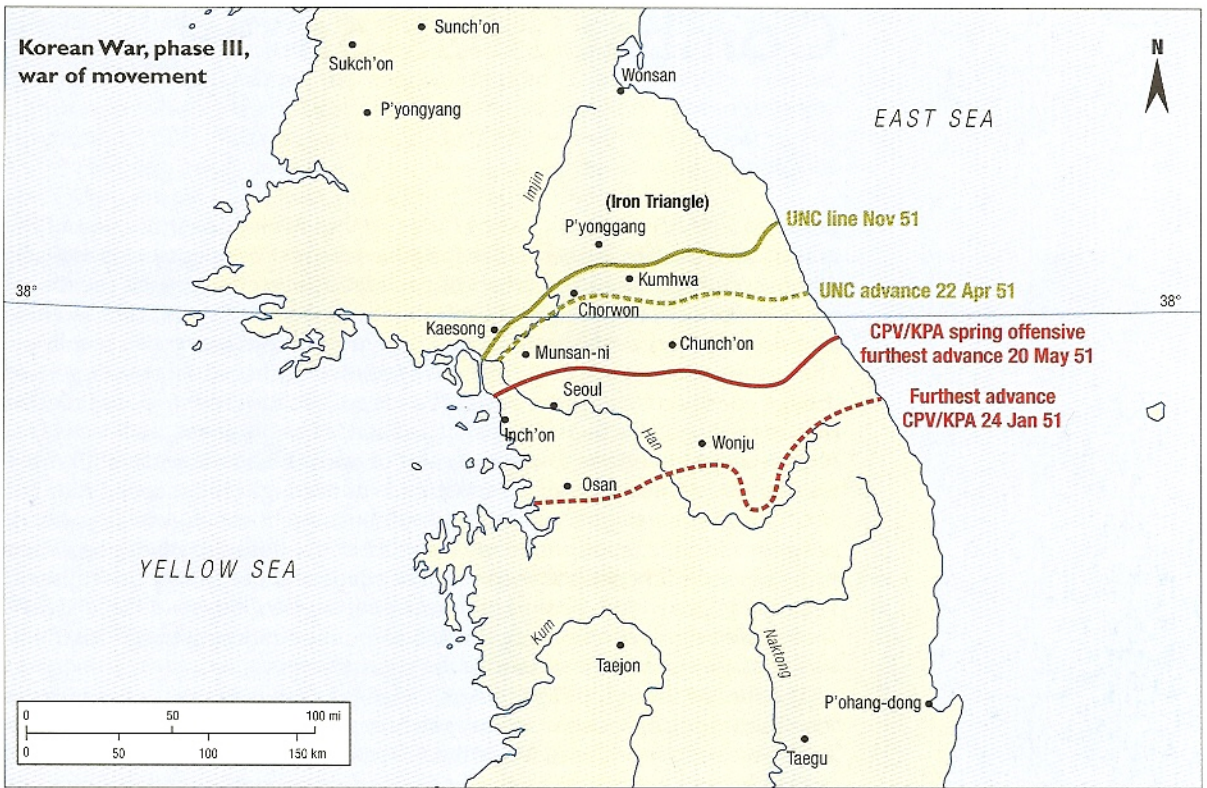 Korean War, phase III,
war of movement
Sunch'on
Sukch'on
P'yongyang
Wonsan
N
EAST SEA
Imjin
(Iron Triangle)
P'yonggang
UNC line Nov 51
Kumhwa
38°
UNC advance 22 Apr 51
38°
Chorwon
Kaesong
CPV/KPA spring offensive
furthest advance 20 May 51
Munsan-ni
Chunch'on
Seoul
Furthest advance
CPV/KPA 24 Jan 51
Inch'on
Han
Wonju
Osan
YELLOW SEA
Kum
Taejon
Naktong
P'ohang-dong
Taegu
0 50 100 mi
0 50 100 150 km